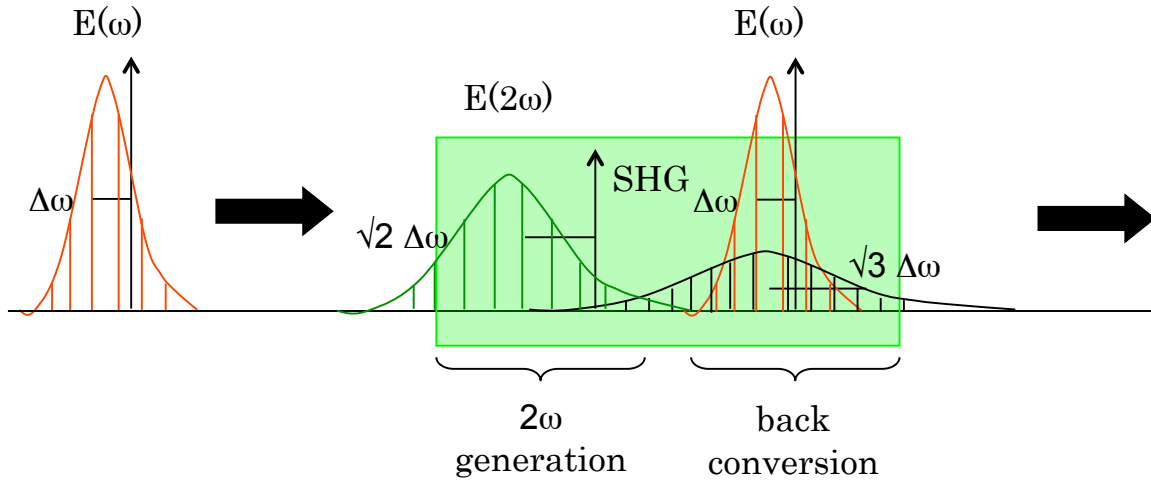 E(ω)
E(ω)
E(2ω)
SHG
Δω
Δω
√2 Δω
√3 Δω
2ω
generation
back
conversion